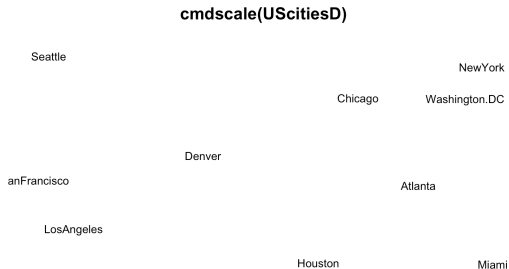 cmdscale(UScitiesD)
Seattle
NewYork
Chicago
Washington.DC
Denver
anFrancisco
Atlanta
LosAngeles
Houston
Miami